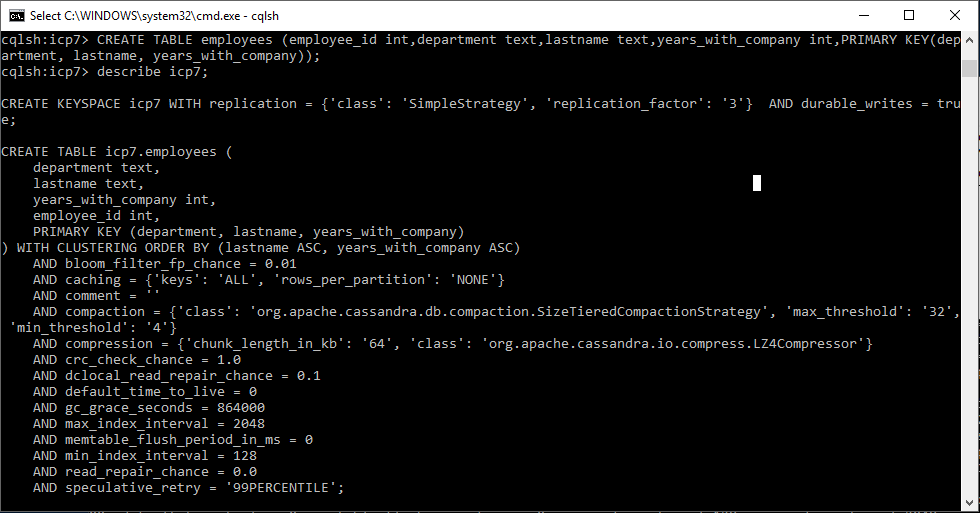 Select C:\WINDOWS\system32\cmd.exe - cqlsh
cqlsh:icp7> CREATE TABLE employees (employee_id int,department text,lastname text,years_with_company int,PRIMARY KEY(dep
artment, lastname, years_with_company));
cqlsh:icp7> describe icp7;
CREATE KEYSPACE icp7 WITH replication = {'class': 'SimpleStrategy', 'replication_factor': '3'}  AND durable_writes = tru
e;
CREATE TABLE icp7.employees (
    department text,
    lastname text,
    years_with_company int,
    employee_id int,
    PRIMARY KEY (department, lastname, years_with_company)
) WITH CLUSTERING ORDER BY (lastname ASC, years_with_company ASC)
    AND bloom_filter_fp_chance = 0.01
    AND caching = {'keys': 'ALL', 'rows_per_partition': 'NONE'}
    AND comment = ''
    AND compaction = {'class': 'org.apache.cassandra.db.compaction.SizeTieredCompactionStrategy', 'max_threshold': '32',
 'min_threshold': '4'}
    AND compression = {'chunk_length_in_kb': '64', 'class': 'org.apache.cassandra.io.compress.LZ4Compressor'}
    AND crc_check_chance = 1.0
    AND dclocal_read_repair_chance = 0.1
    AND default_time_to_live = 0
    AND gc_grace_seconds = 864000
    AND max_index_interval = 2048
    AND memtable_flush_period_in_ms = 0
    AND min_index_interval = 128
    AND read_repair_chance = 0.0
    AND speculative_retry = '99PERCENTILE';